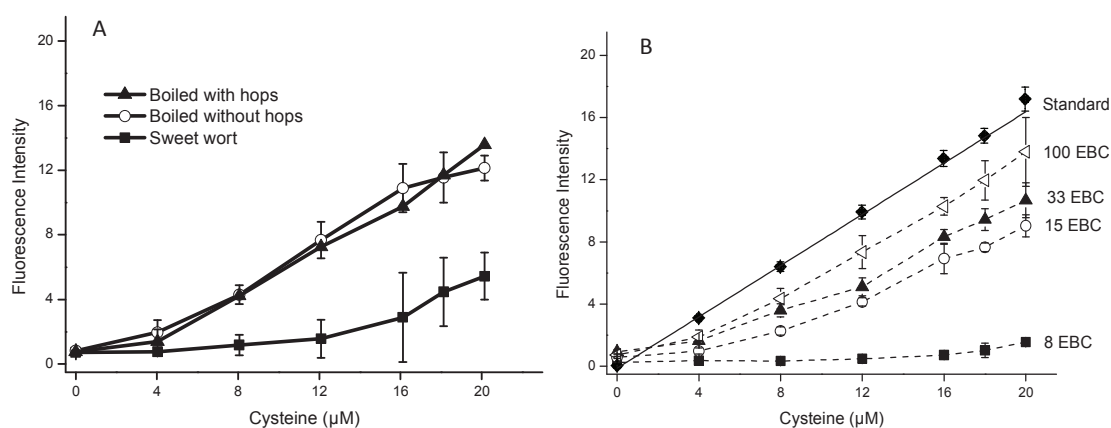 A
20
16
12
8
4
0
Fluorescence Intensity
Boiled with hops
Boiled without hops
Sweet wort
0 4 8 12 16 20
Cysteine (µM)
B
20
16
12
8
4
0
Fluorescence Intensity
Standard
100 EBC
33 EBC
15 EBC
8 EBC
0 4 8 12 16 20
Cysteine (µM)